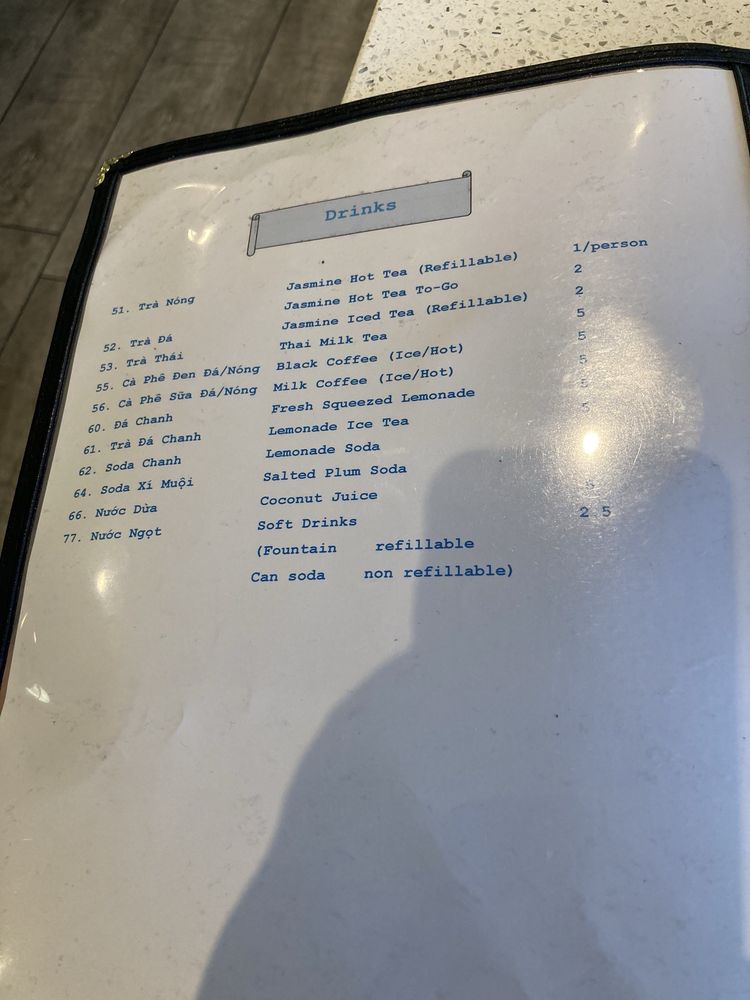 Drinks
51. Trà Nóng Jasmine Hot Tea (Refillable) 1/person
Jasmine Hot Tea To-Go 2
52. Trà Đá Jasmine Iced Tea (Refillable) 2
53. Trà Thái Thai Milk Tea 5
55. Cà Phê Đen Đá/Nóng Black Coffee (Ice/Hot) 5
56. Cà Phê Sữa Đá/Nóng Milk Coffee (Ice/Hot) 5
60. Đá Chanh Fresh Squeezed Lemonade 5
61. Trà Đá Chanh Lemonade Ice Tea 5
62. Soda Chanh Lemonade Soda
64. Soda Xí Muội Salted Plum Soda
66. Nước Dừa Coconut Juice 5
77. Nước Ngọt Soft Drinks 2 5
(Fountain refillable
Can soda non refillable)